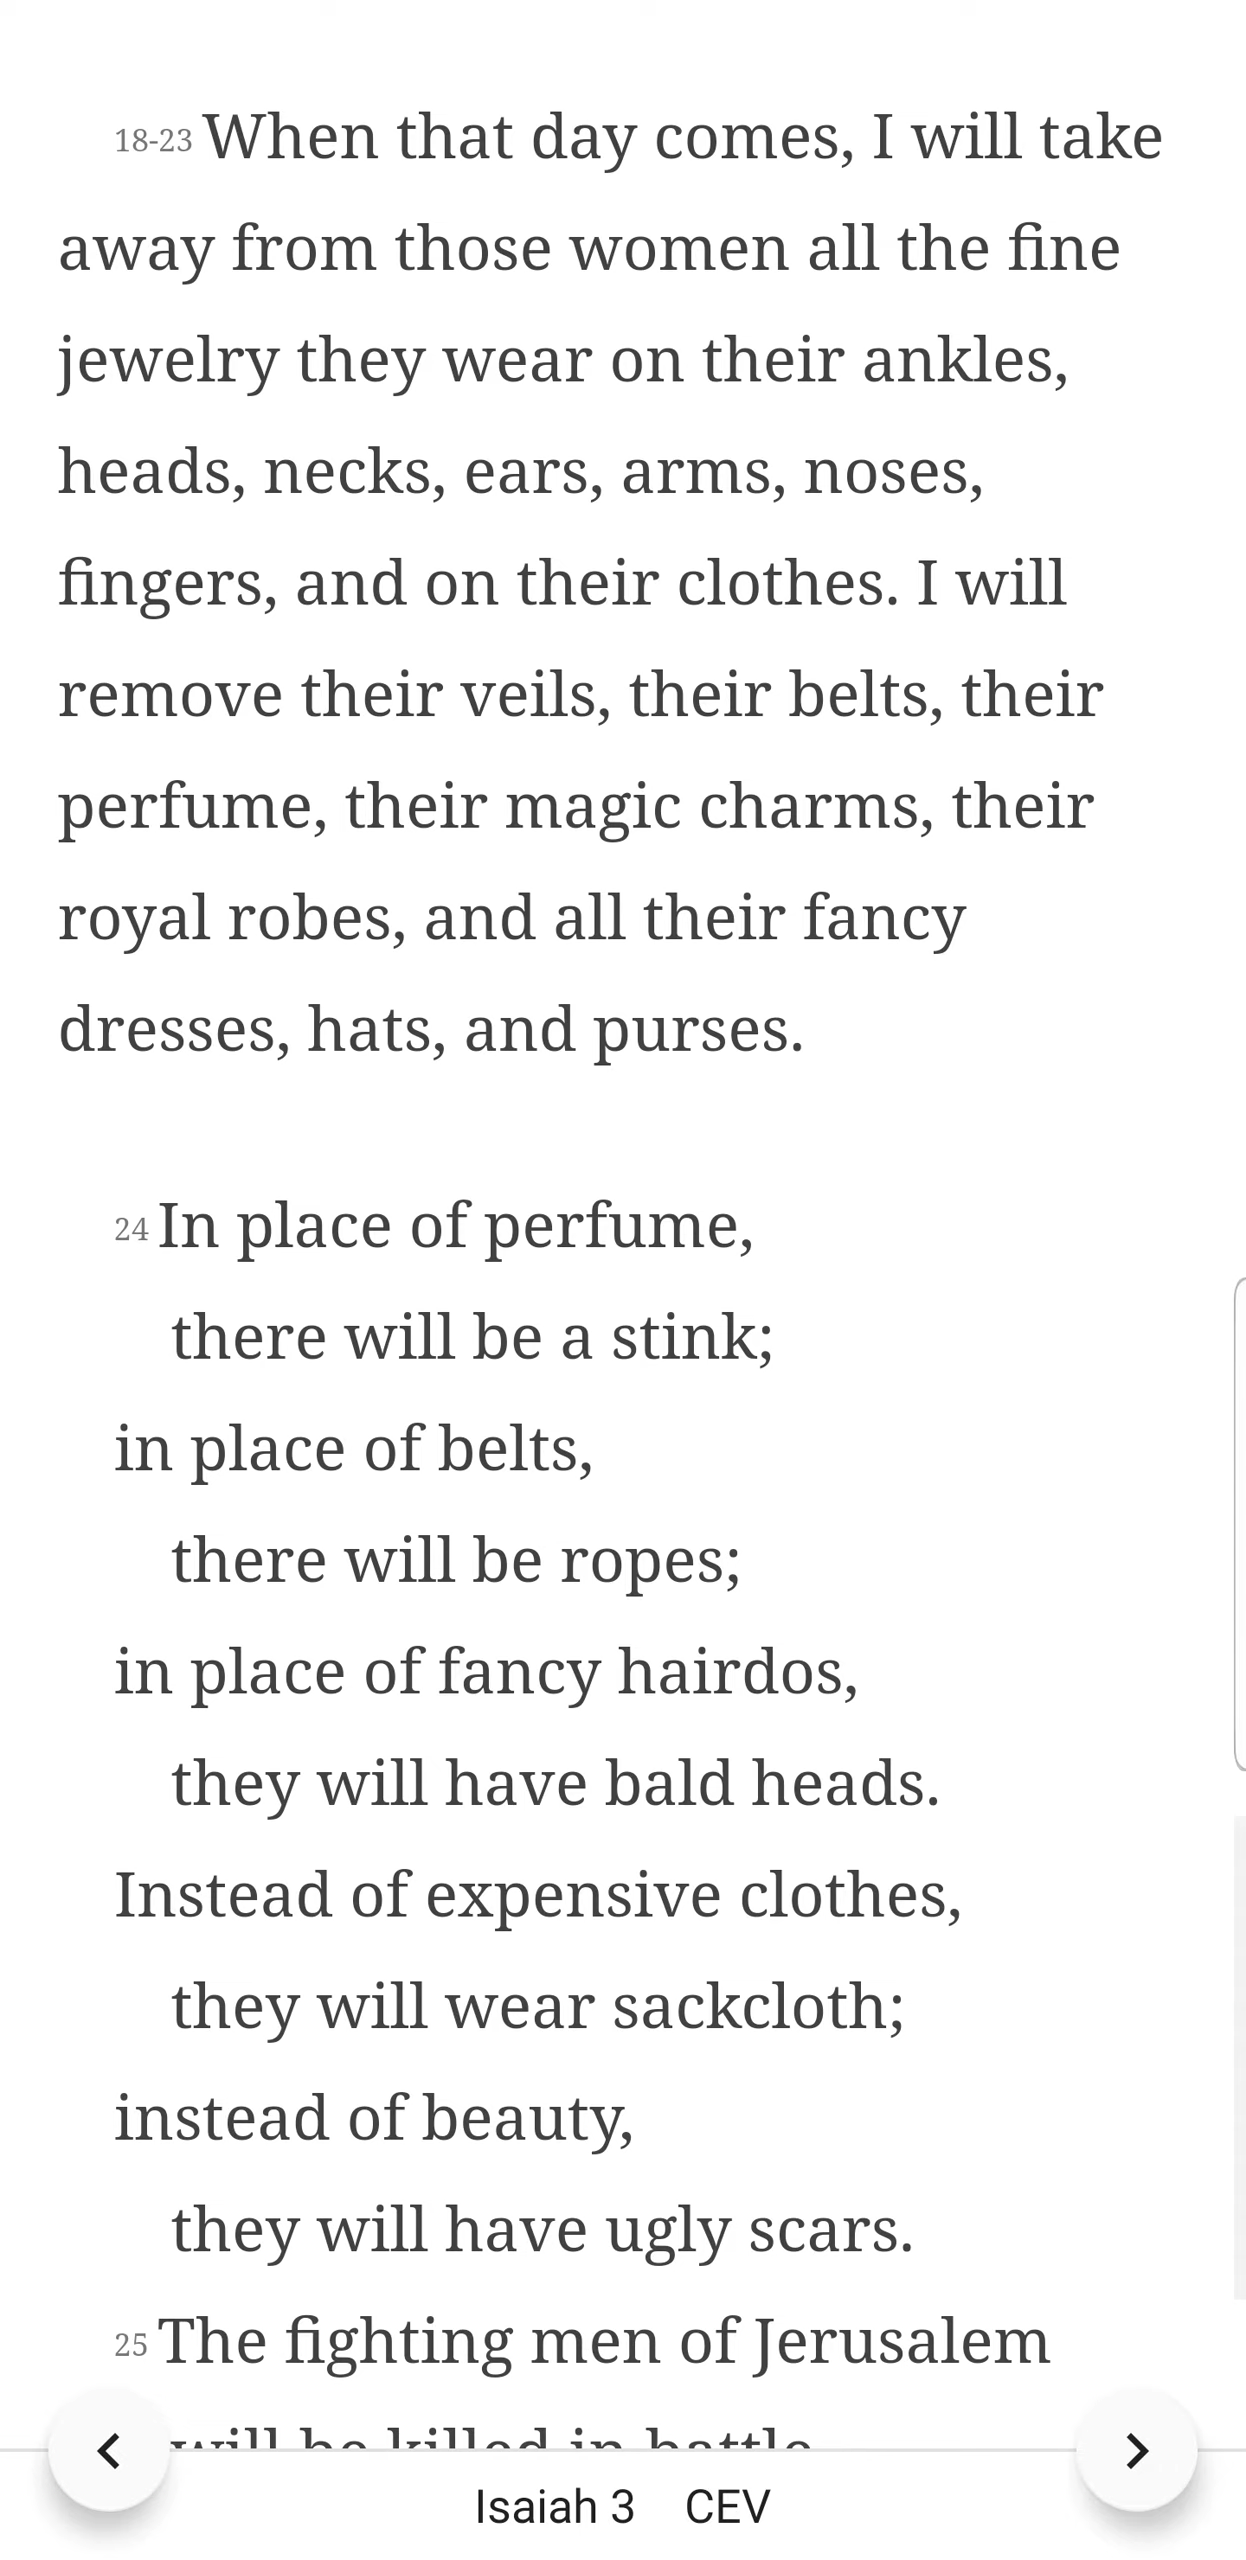 18-23 When that day comes, I will take
away from those women all the fine
jewelry they wear on their ankles,
heads, necks, ears, arms, noses,
fingers, and on their clothes. I will
remove their veils, their belts, their
perfume, their magic charms, their
royal robes, and all their fancy
dresses, hats, and purses.
24 In place of perfume,
there will be a stink;
in place of belts,
there will be ropes;
in place of fancy hairdos,
they will have bald heads.
Instead of expensive clothes,
they will wear sackcloth;
instead of beauty,
they will have ugly scars.
25 The fighting men of Jerusalem
will be killed in battle
Isaiah 3 CEV